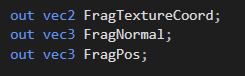 out vec2 FragTextureCoord;
out vec3 FragNormal;
out vec3 FragPos;